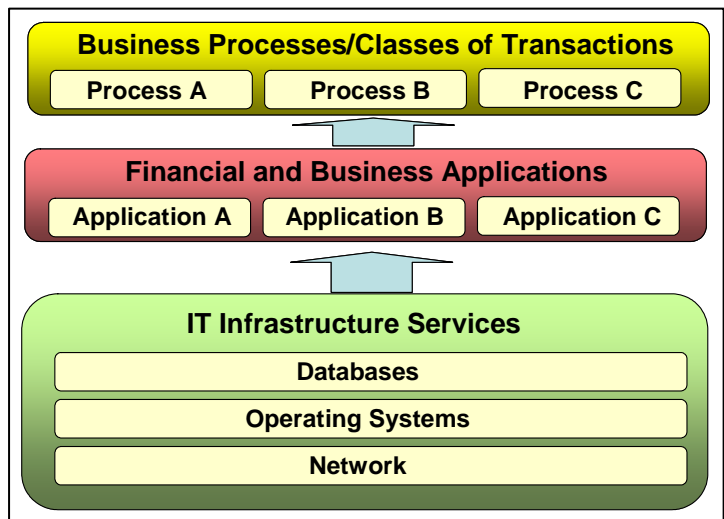 Business Processes/Classes of Transactions
Process A Process B Process C
Financial and Business Applications
Application A Application B Application C
IT Infrastructure Services
Databases
Operating Systems
Network